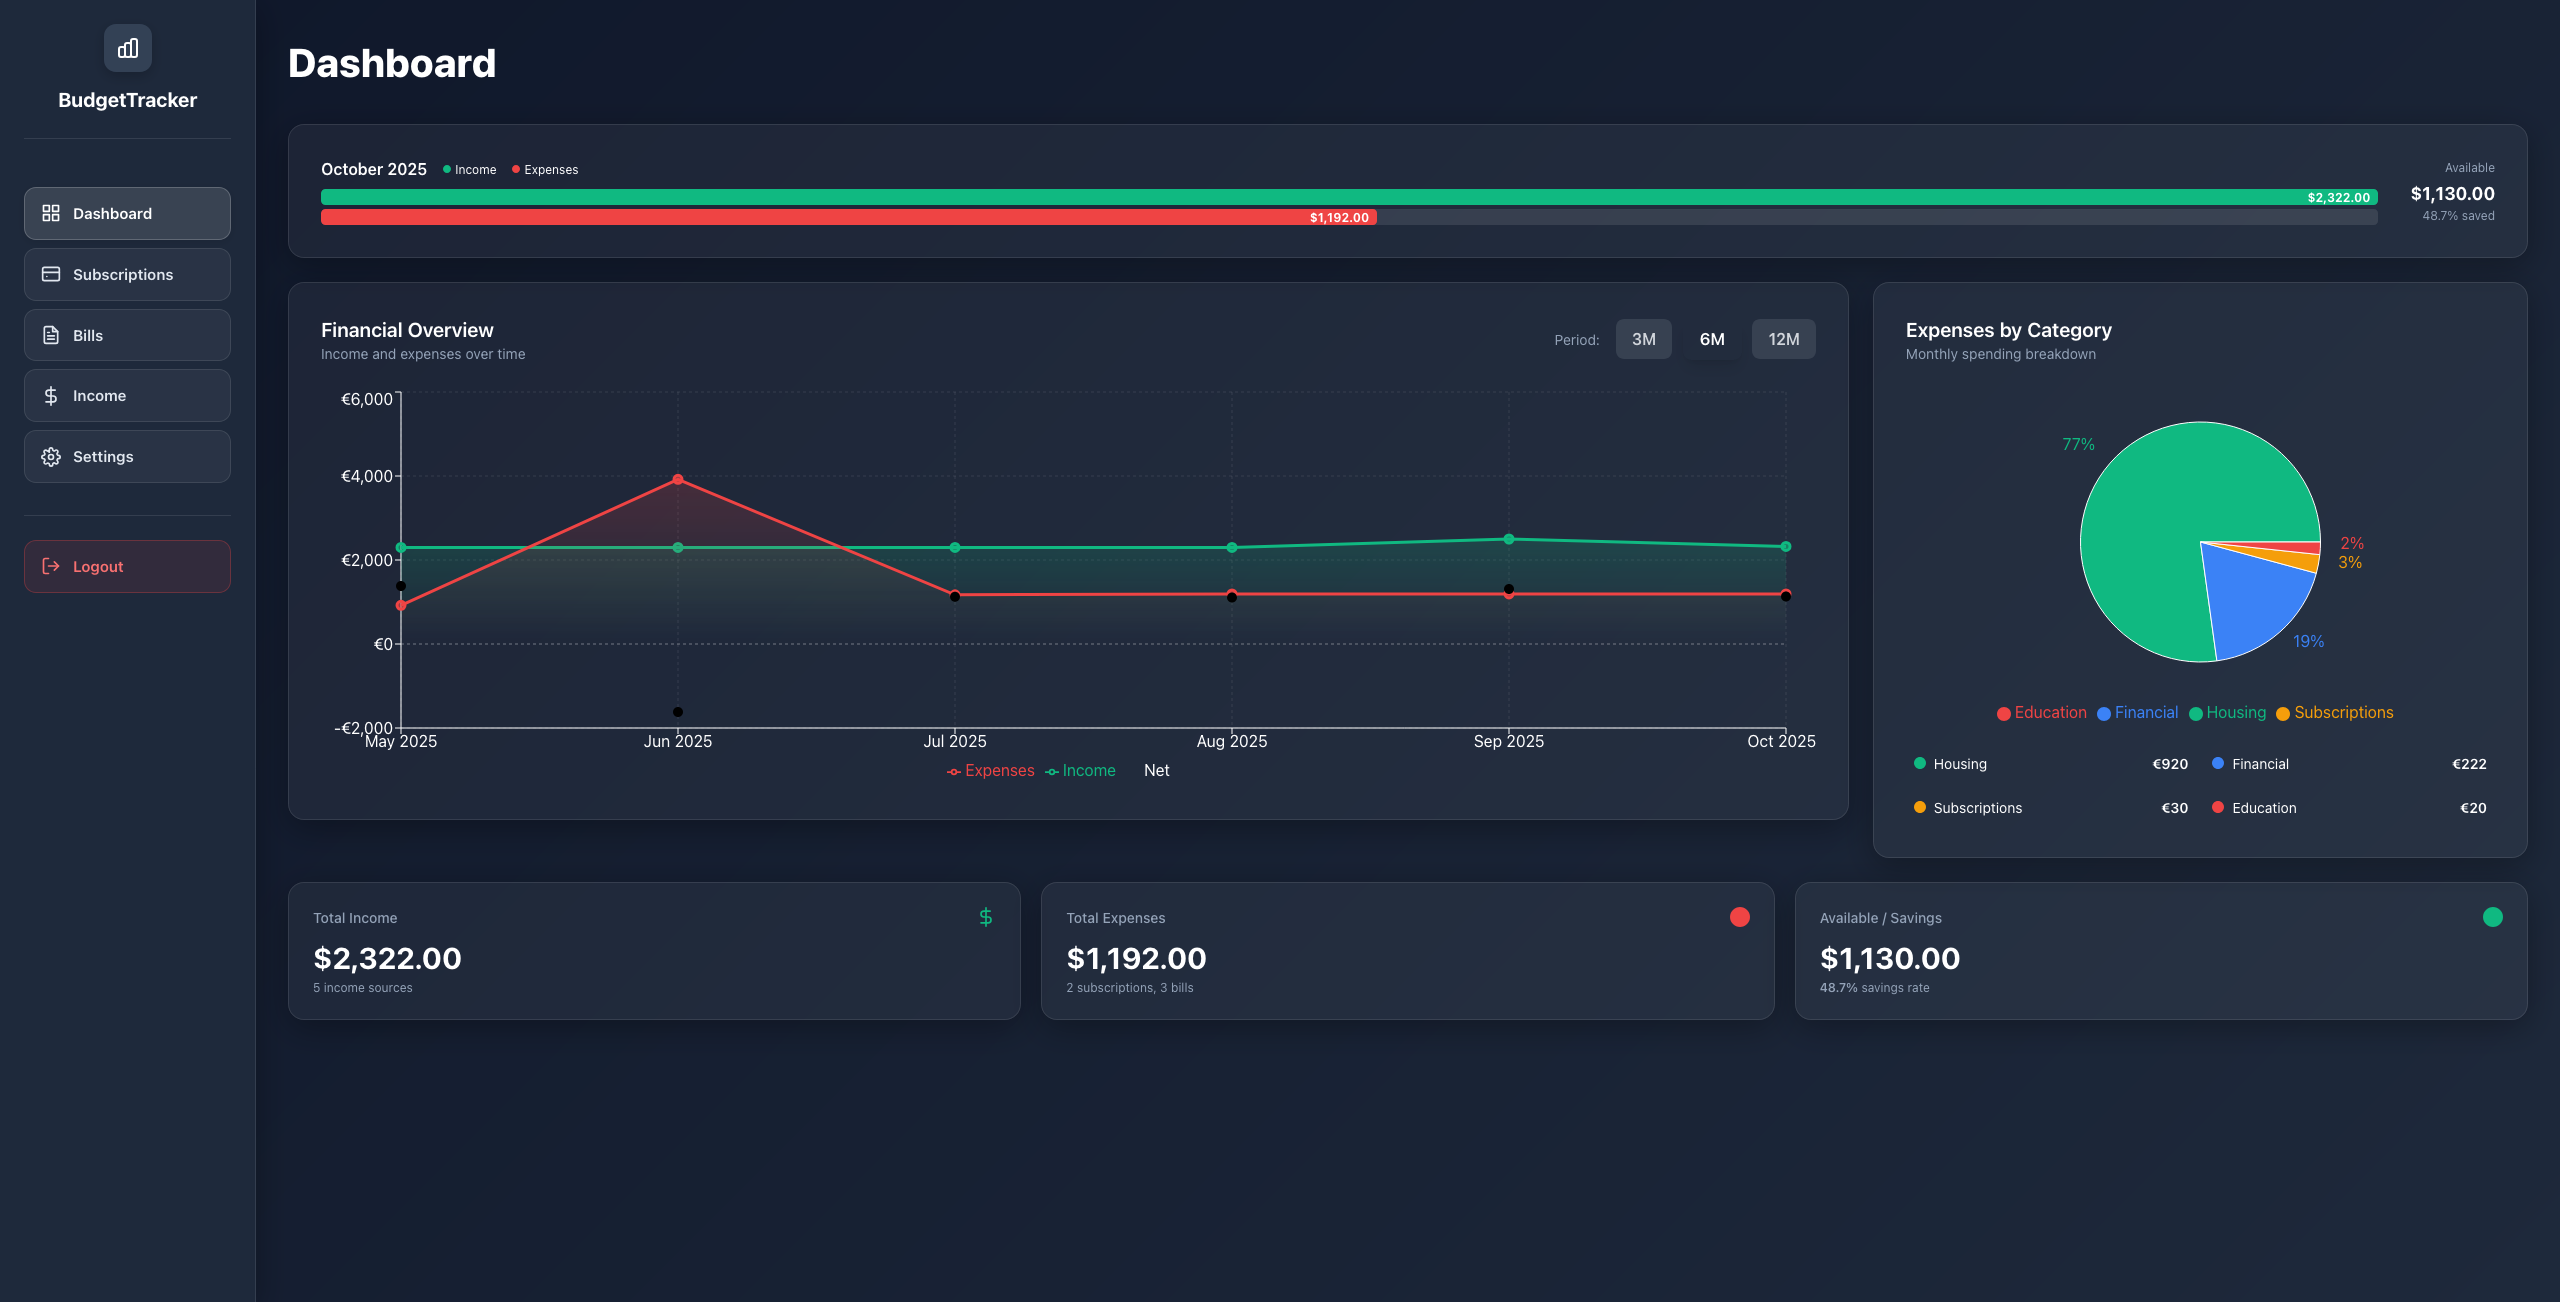 BudgetTracker
Dashboard
Subscriptions
Bills
Income
Settings
Logout
Dashboard
October 2025 Income Expenses
$2,322.00
$1,192.00
Available
$1,130.00
48.7% saved
Financial Overview
Income and expenses over time
Period: 3M 6M 12M
€6,000
€4,000
€2,000
€0
-€2,000
May 2025 Jun 2025 Jul 2025 Aug 2025 Sep 2025 Oct 2025
Expenses Income Net
Expenses by Category
Monthly spending breakdown
77%
2%
3%
19%
Education Financial Housing Subscriptions
Housing €920 Financial €222
Subscriptions €30 Education €20
Total Income
$
$2,322.00
5 income sources
Total Expenses
$1,192.00
2 subscriptions, 3 bills
Available / Savings
$1,130.00
48.7% savings rate